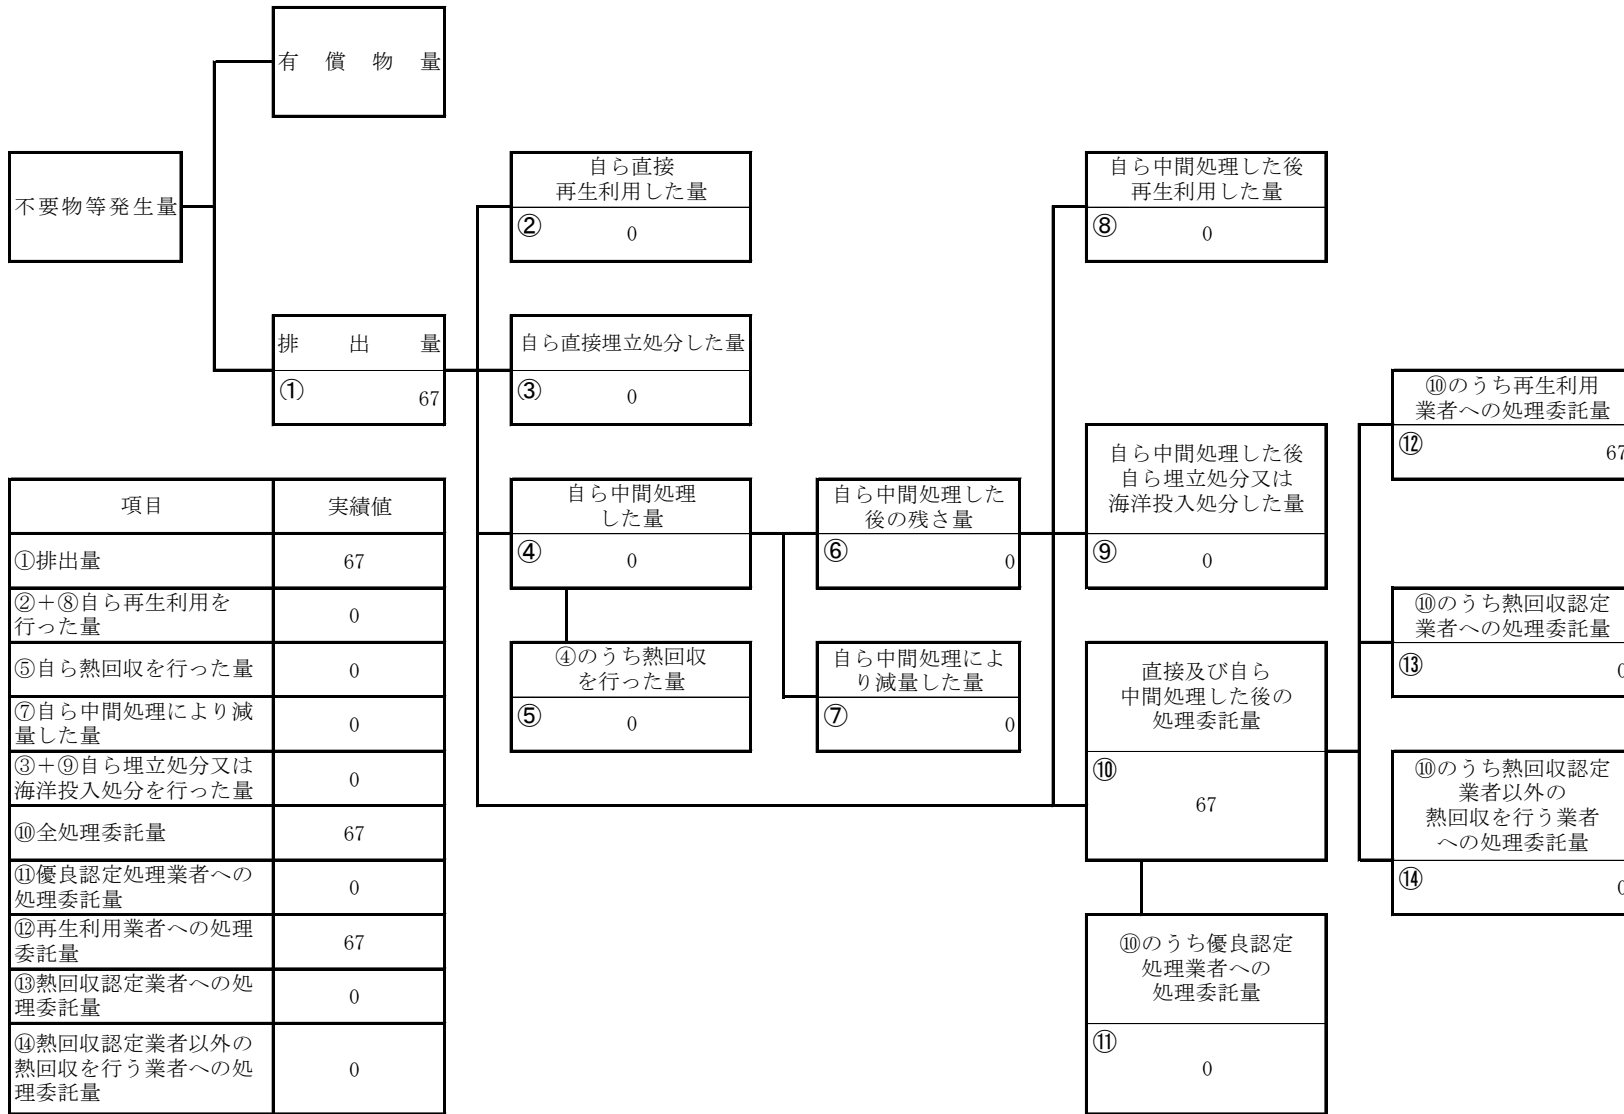 有償物量
不要物等発生量
排出量
① 67
自ら直接
再生利用した量
② 0
自ら直接埋立処分した量
③ 0
自ら中間処理
した量
④ 0
④のうち熱回収
を行った量
⑤ 0
自ら中間処理した
後の残さ量
⑥ 0
自ら中間処理によ
り減量した量
⑦ 0
自ら中間処理した後
再生利用した量
⑧ 0
自ら中間処理した後
自ら埋立処分又は
海洋投入処分した量
⑨ 0
直接及び自ら
中間処理した後の
処理委託量
⑩
67
⑩のうち優良認定
処理業者への
処理委託量
⑪
0
⑩のうち再生利用
業者への処理委託量
⑫ 67
⑩のうち熱回収認定
業者への処理委託量
⑬ 0
⑩のうち熱回収認定
業者以外の
熱回収を行う業者
への処理委託量
⑭ 0
項目 実績値
①排出量 67
②+⑧自ら再生利用を
行った量 0
⑤自ら熱回収を行った量 0
⑦自ら中間処理により減
量した量 0
③+⑨自ら埋立処分又は
海洋投入処分を行った量 0
⑩全処理委託量 67
⑪優良認定処理業者への
処理委託量 0
⑫再生利用業者への処理
委託量 67
⑬熱回収認定業者への処
理委託量 0
⑭熱回収認定業者以外の
熱回収を行う業者への処 0
理委託量